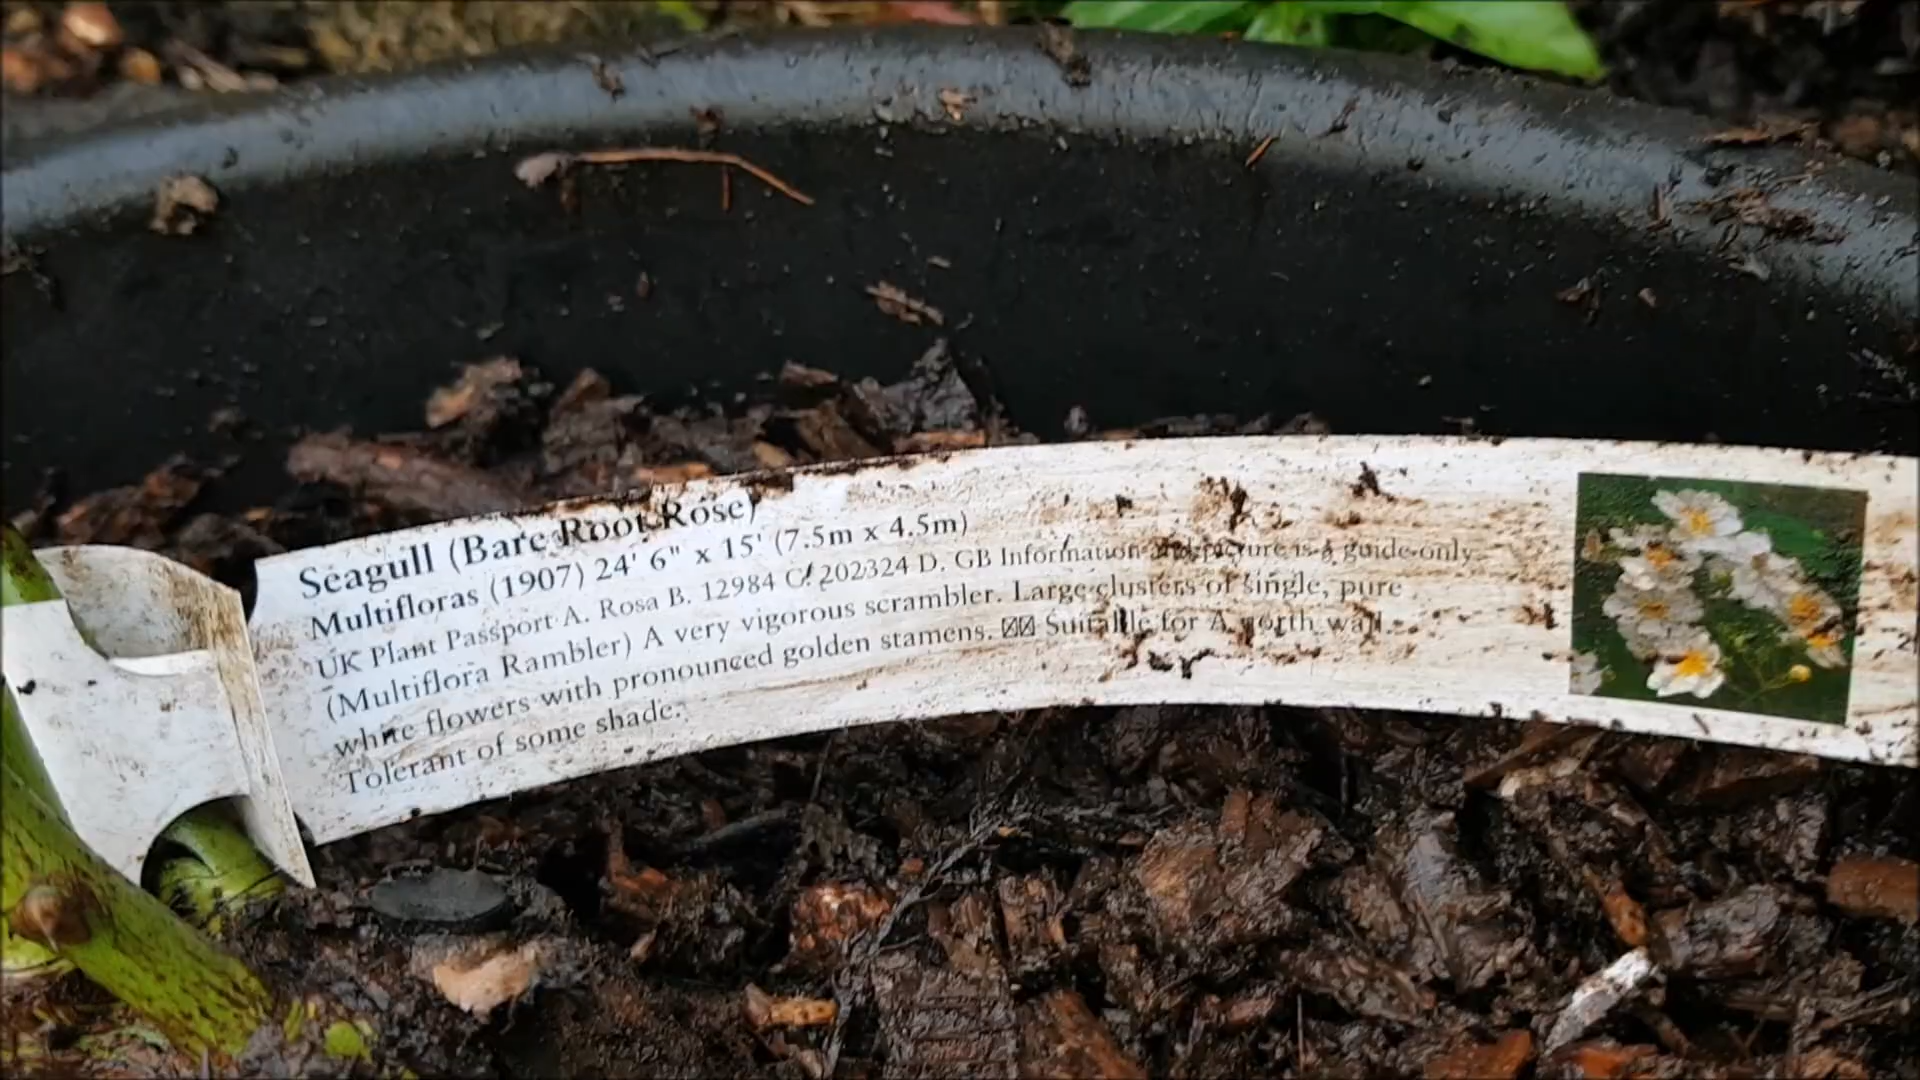 Seagull (Bare Root Rose)
Multifloras (1907) 24' 6" x 15' (7.5m x 4.5m)
UK Plant Passport A. Rosa B. 12984 C. 202324 D. GB Information and picture is a guide only
(Multiflora Rambler) A very vigorous scrambler. Large clusters of single, pure
white flowers with pronounced golden stamens. Suitable for A north wall.
Tolerant of some shade.